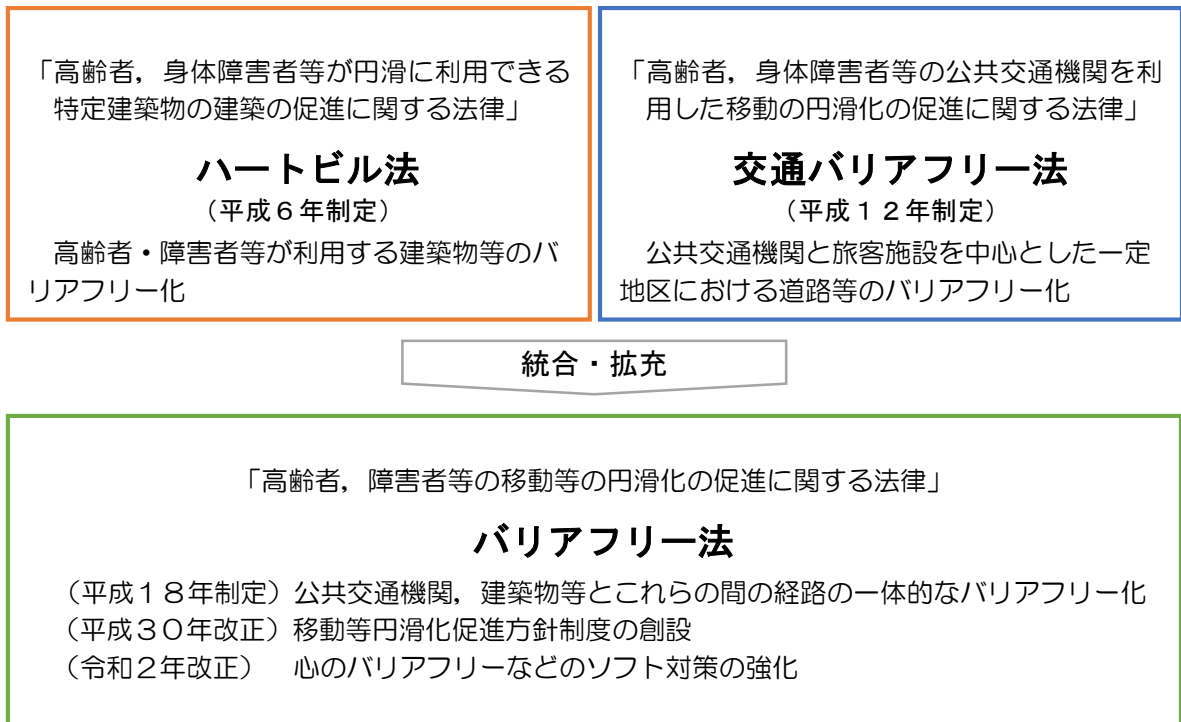 「高齢者，身体障害者等が円滑に利用できる
特定建築物の建築の促進に関する法律」
ハートビル法
（平成６年制定）
高齢者・障害者等が利用する建築物等のバ
リアフリー化
「高齢者，身体障害者等の公共交通機関を利
用した移動の円滑化の促進に関する法律」
交通バリアフリー法
（平成１２年制定）
公共交通機関と旅客施設を中心とした一定
地区における道路等のバリアフリー化
統合・拡充
「高齢者，障害者等の移動等の円滑化の促進に関する法律」
バリアフリー法
（平成１８年制定）公共交通機関，建築物等とこれらの間の経路の一体的なバリアフリー化
（平成３０年改正）移動等円滑化促進方針制度の創設
（令和２年改正）　心のバリアフリーなどのソフト対策の強化